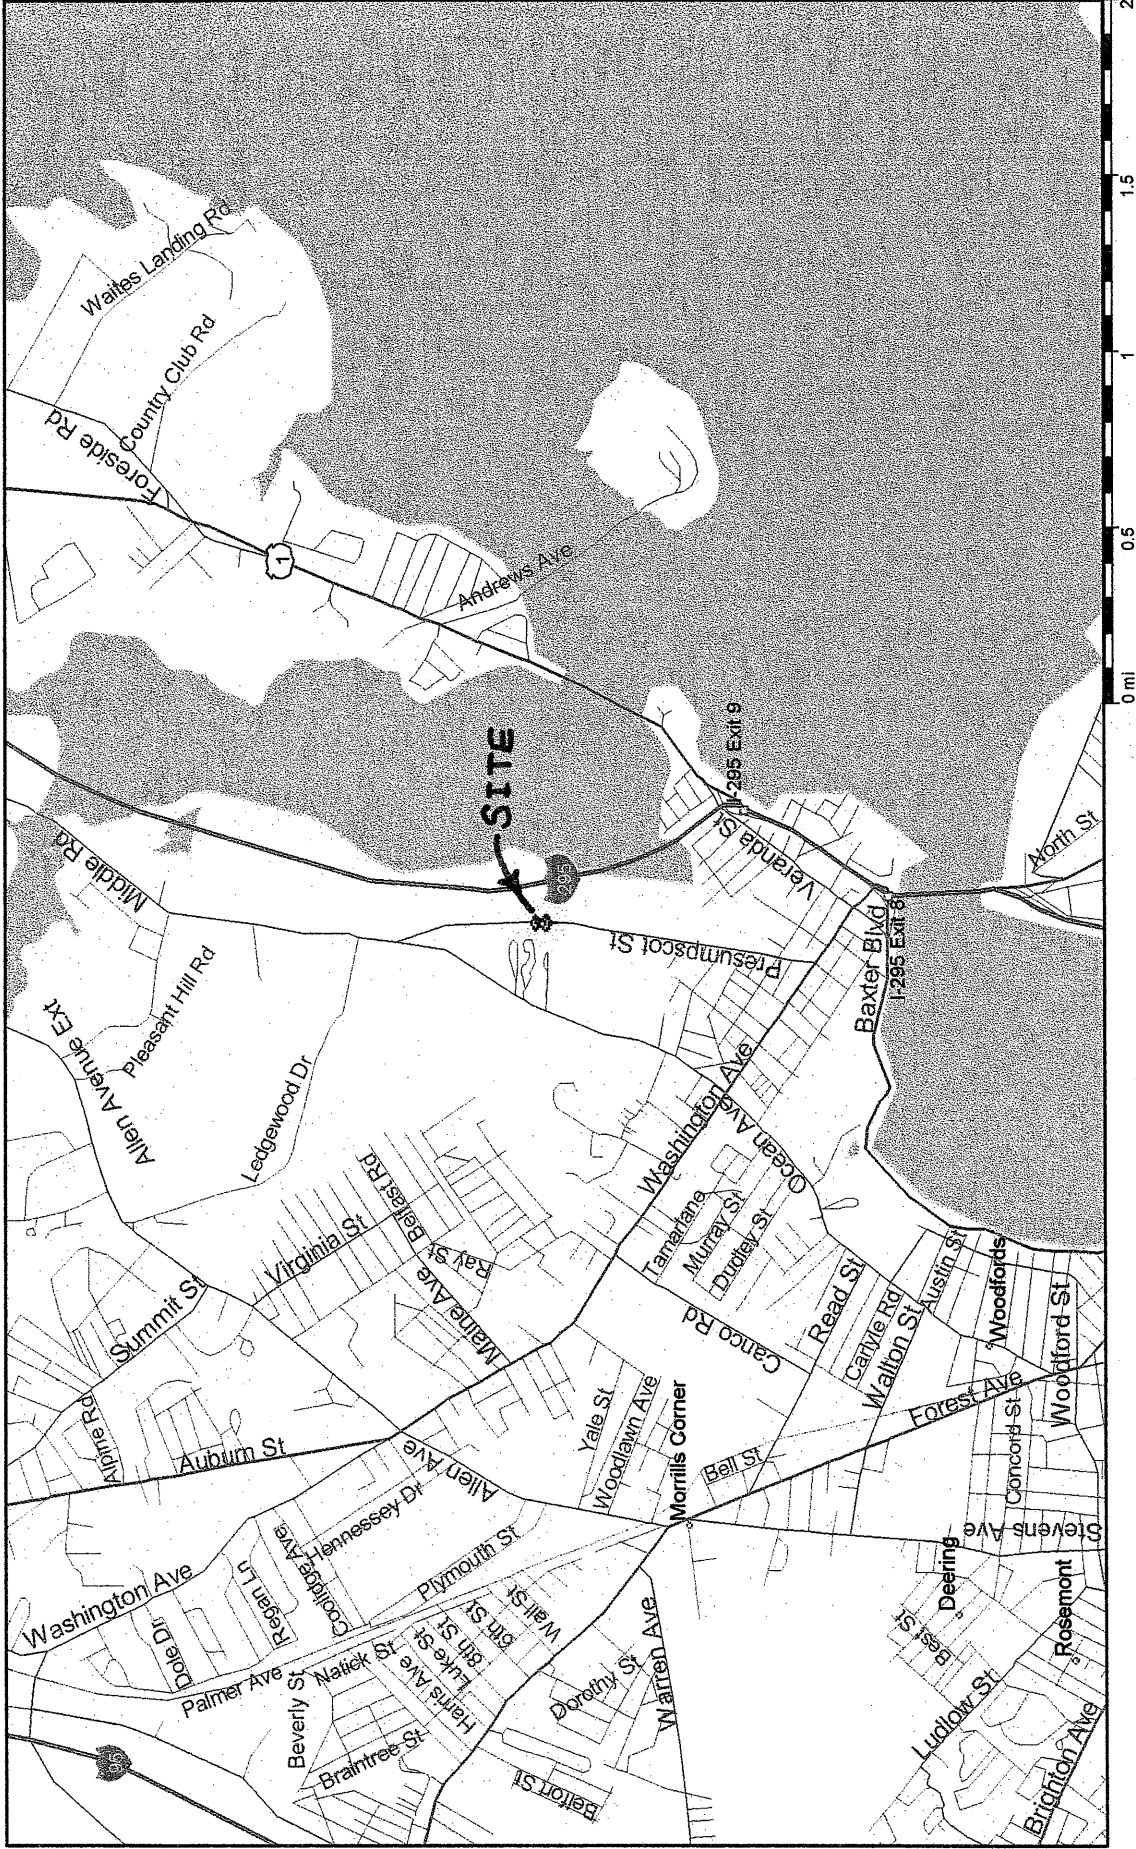 Waites Landing Rd
Country Club Rd
Foreside Rd
1
Andrews Ave
SITE
295
I-295 Exit 9
Veranda St
North St
Middle Rd
Presumpscot St
Baxter Blvd
I-295 Exit 8
Allen Avenue Ext
Pleasant Hill Rd
Ledgewood Dr
Washington Ave
Ocean Ave
Tamarlane
Murray St
Dudley St
Belfast Rd
Virginia St
Ray St
Maine Ave
Summit St
Canco Rd
Read St
Carlyle Rd
Walton St
Austin St
Woodfords
Woodford St
Forest Ave
Concord St
Stevens Ave
Alpine Rd
Auburn St
Allen Ave
Yale St
Woodlawn Ave
Morrills Corner
Bell St
Washington Ave
Dole Dr
Regan Ln
Coolidge Ave
Hennessey Dr
Plymouth St
Palmer Ave
Natick St
Beverly St
Braintree St
Harris Ave
Luke St
8th St
6th St
Wall St
Dorothy St
Warren Ave
Belfort St
Deering
Best St
Rosemont
Ludlow St
Brighton Ave
0 mi
0.5
1
1.5
2